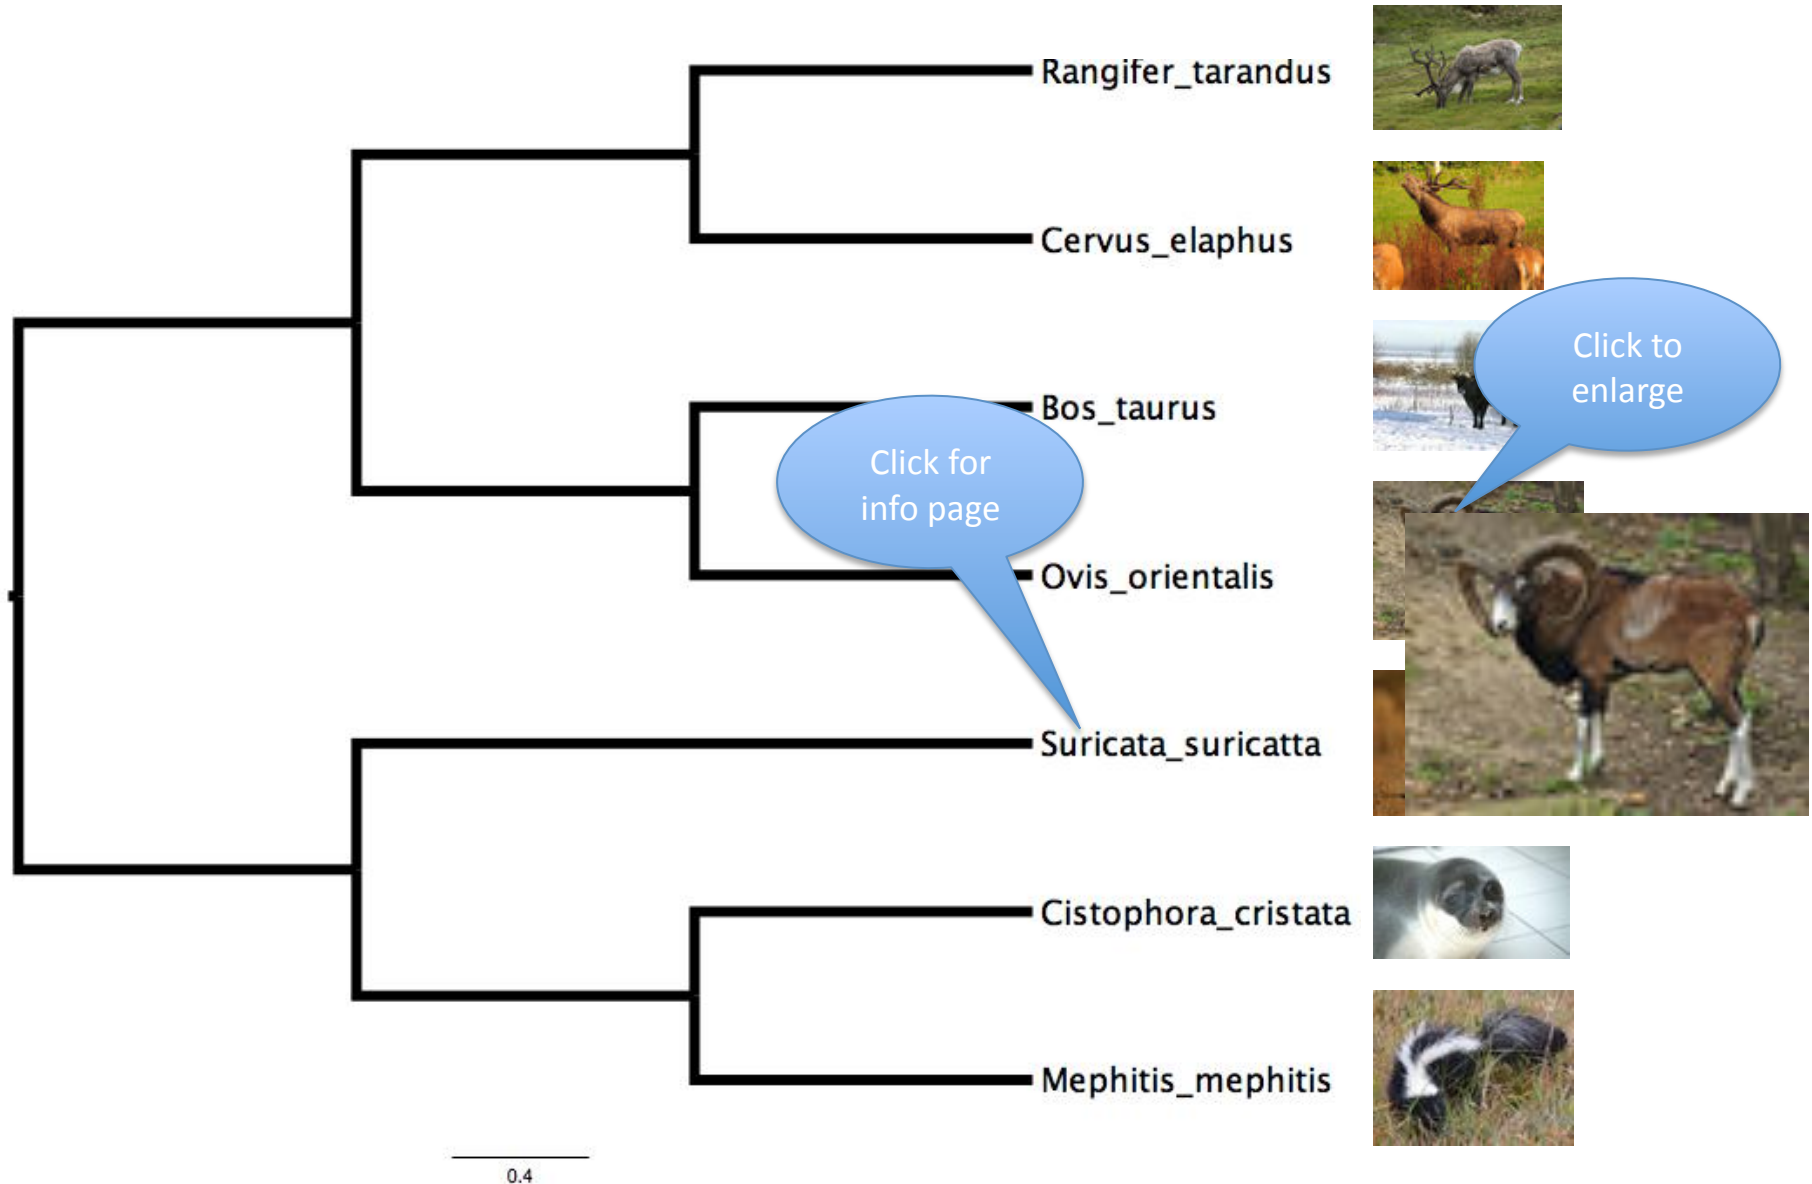 Rangifer_tarandus
Cervus_elaphus
Click to
enlarge
Bos_taurus
Click for
info page
Ovis_orientalis
Suricata_suricatta
Cistophora_cristata
Mephitis_mephitis
0.4